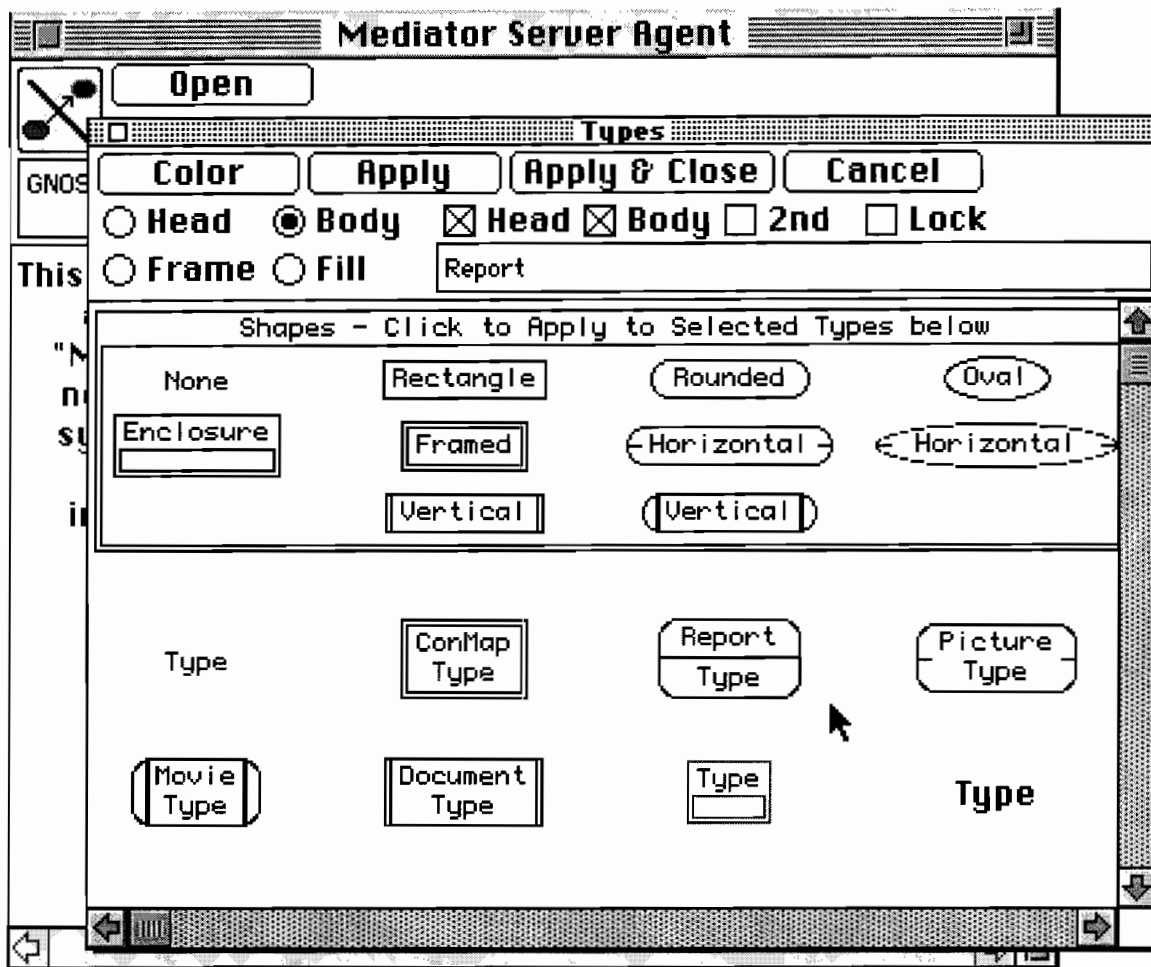 Mediator Server Agent
Open
Types
GNOS
Color Apply Apply & Close Cancel
Head Body Head Body 2nd Lock
This
Frame Fill Report
Shapes - Click to Apply to Selected Types below
None Rectangle Rounded Oval
Enclosure Framed Horizontal Horizontal
Vertical Vertical
Type ConMap Type Report Type Picture Type
Movie Type Document Type Type Type